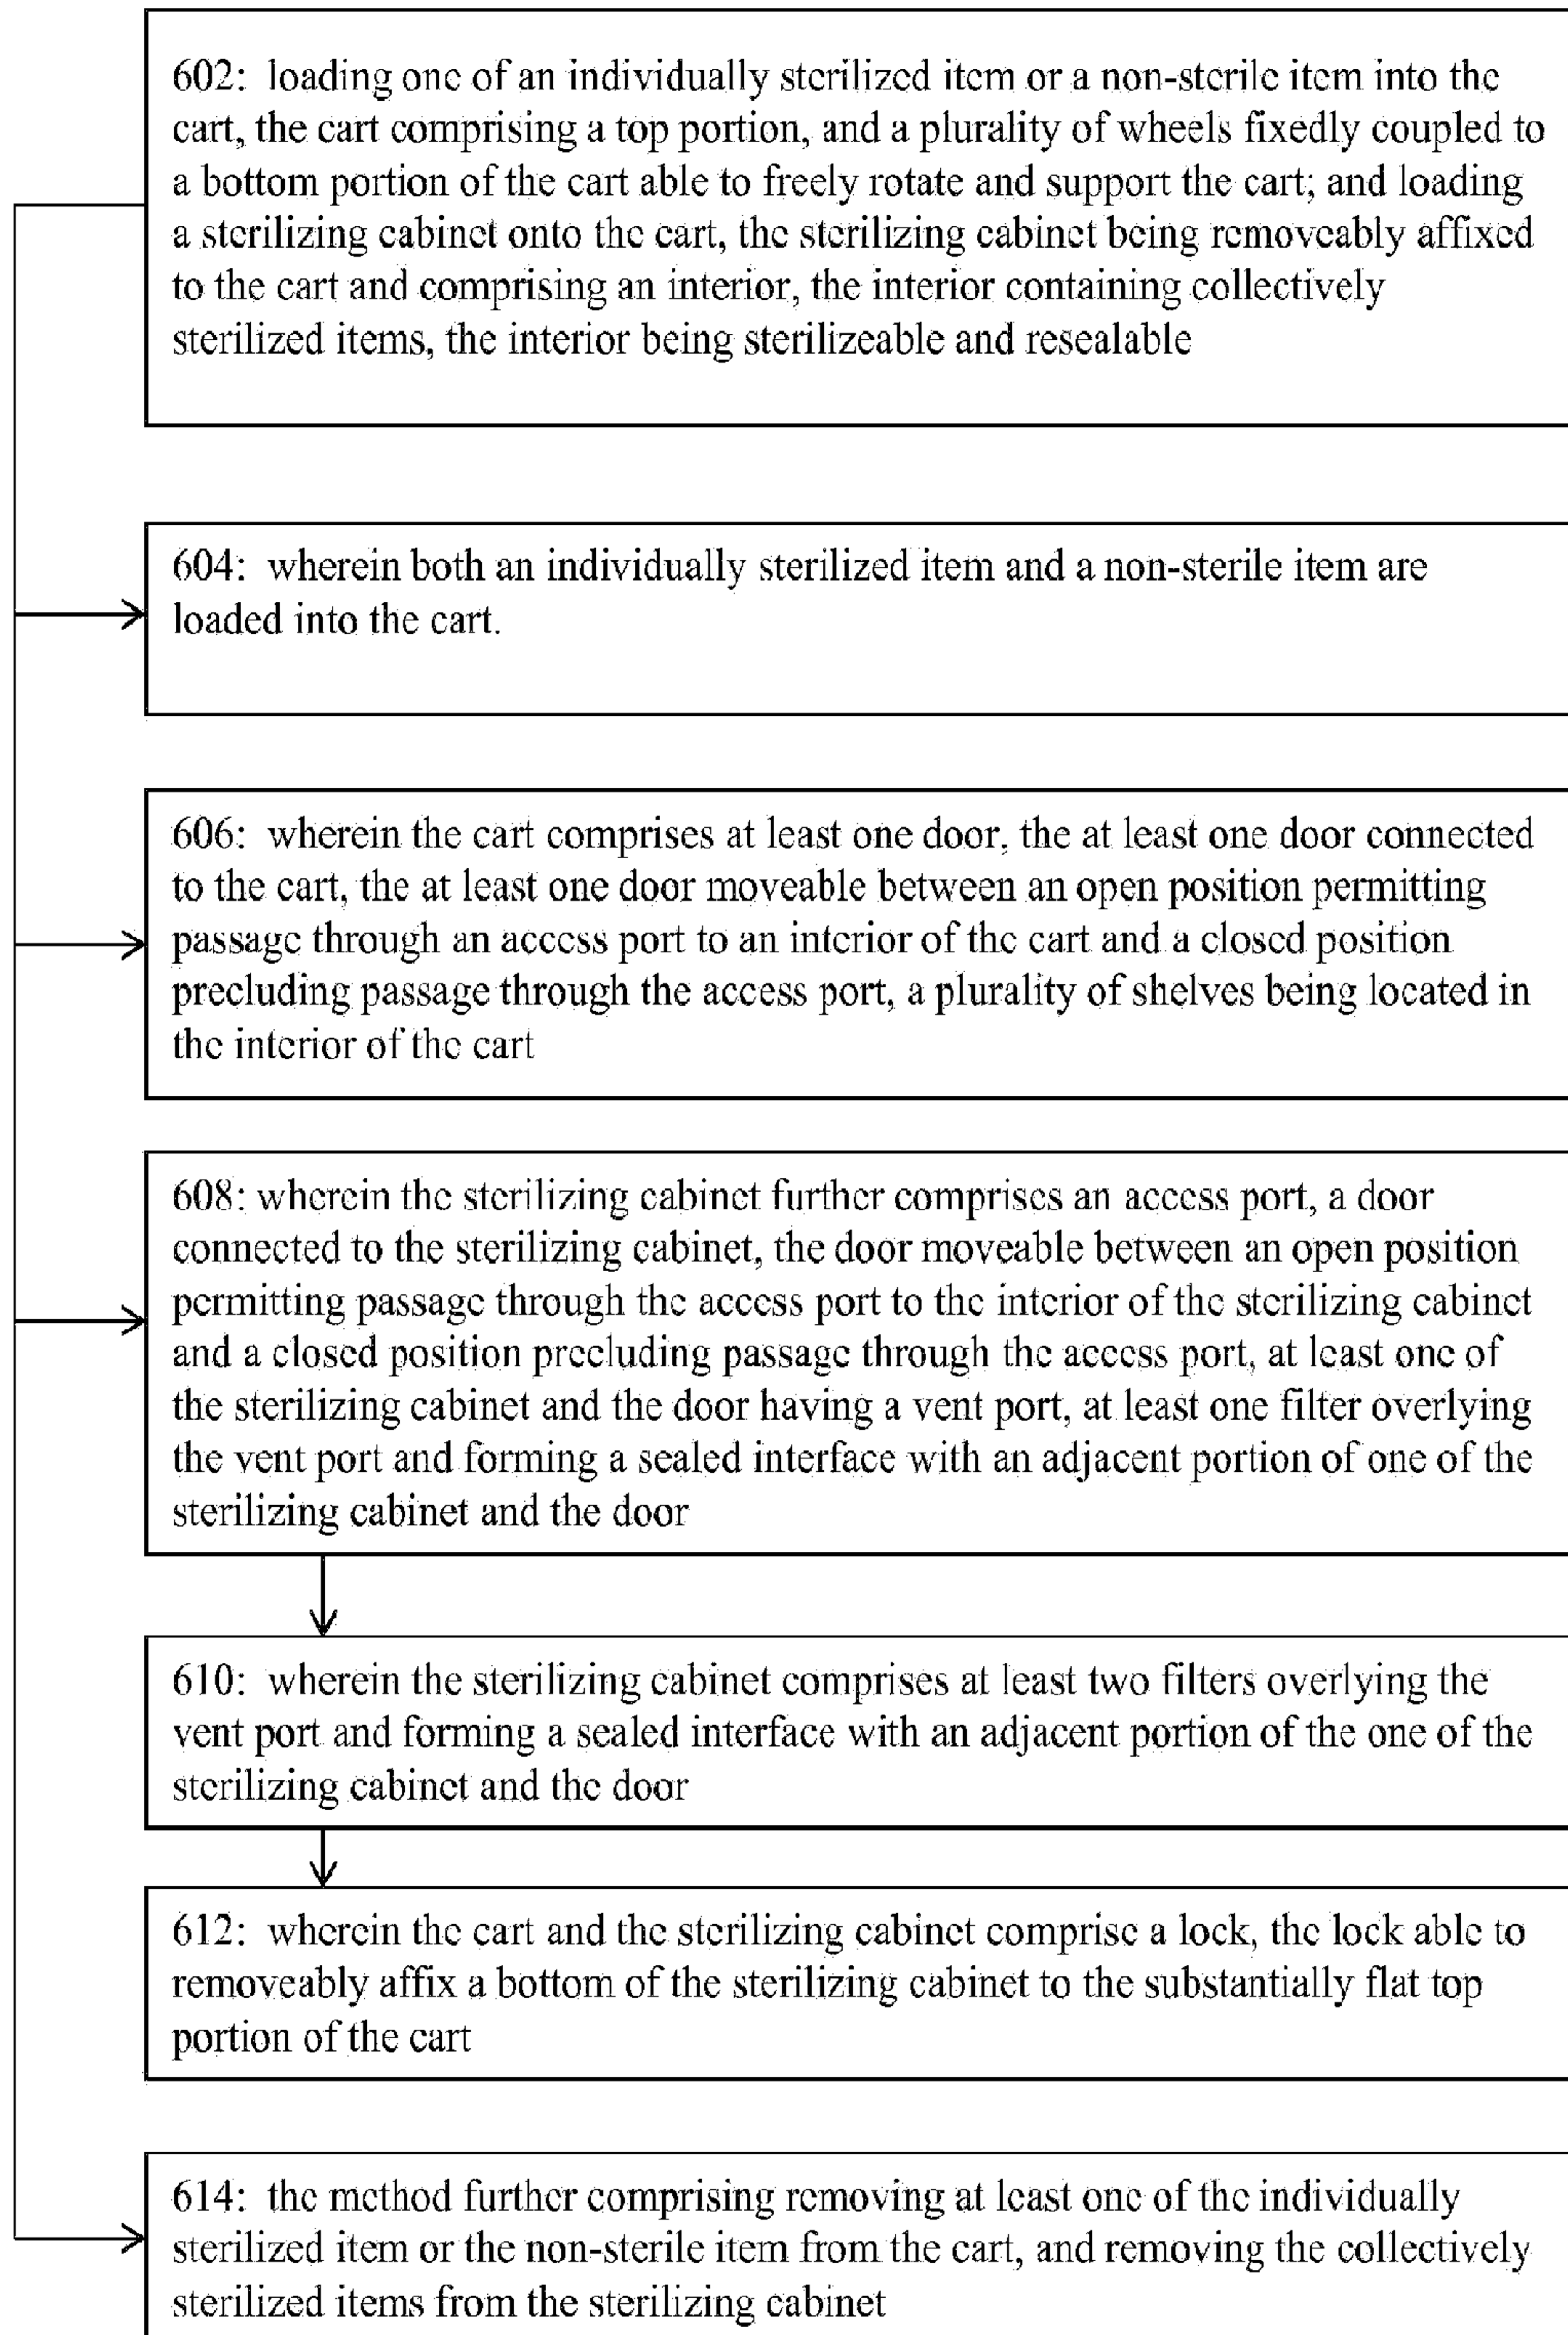 602: loading one of an individually sterilized item or a non-sterile item into the
cart, the cart comprising a top portion, and a plurality of wheels fixedly coupled to
a bottom portion of the cart able to freely rotate and support the cart; and loading
a sterilizing cabinet onto the cart, the sterilizing cabinet being removeably affixed
to the cart and comprising an interior, the interior containing collectively
sterilized items, the interior being sterilizeable and resealable
604: wherein both an individually sterilized item and a non-sterile item are
loaded into the cart.
606: wherein the cart comprises at least one door, the at least one door connected
to the cart, the at least one door moveable between an open position permitting
passage through an access port to an interior of the cart and a closed position
precluding passage through the access port, a plurality of shelves being located in
the interior of the cart
608: wherein the sterilizing cabinet further comprises an access port, a door
connected to the sterilizing cabinet, the door moveable between an open position
permitting passage through the access port to the interior of the sterilizing cabinet
and a closed position precluding passage through the access port, at least one of
the sterilizing cabinet and the door having a vent port, at least one filter overlying
the vent port and forming a sealed interface with an adjacent portion of one of the
sterilizing cabinet and the door
610: wherein the sterilizing cabinet comprises at least two filters overlying the
vent port and forming a sealed interface with an adjacent portion of the one of the
sterilizing cabinet and the door
612: wherein the cart and the sterilizing cabinet comprise a lock, the lock able to
removeably affix a bottom of the sterilizing cabinet to the substantially flat top
portion of the cart
614: the method further comprising removing at least one of the individually
sterilized item or the non-sterile item from the cart, and removing the collectively
sterilized items from the sterilizing cabinet